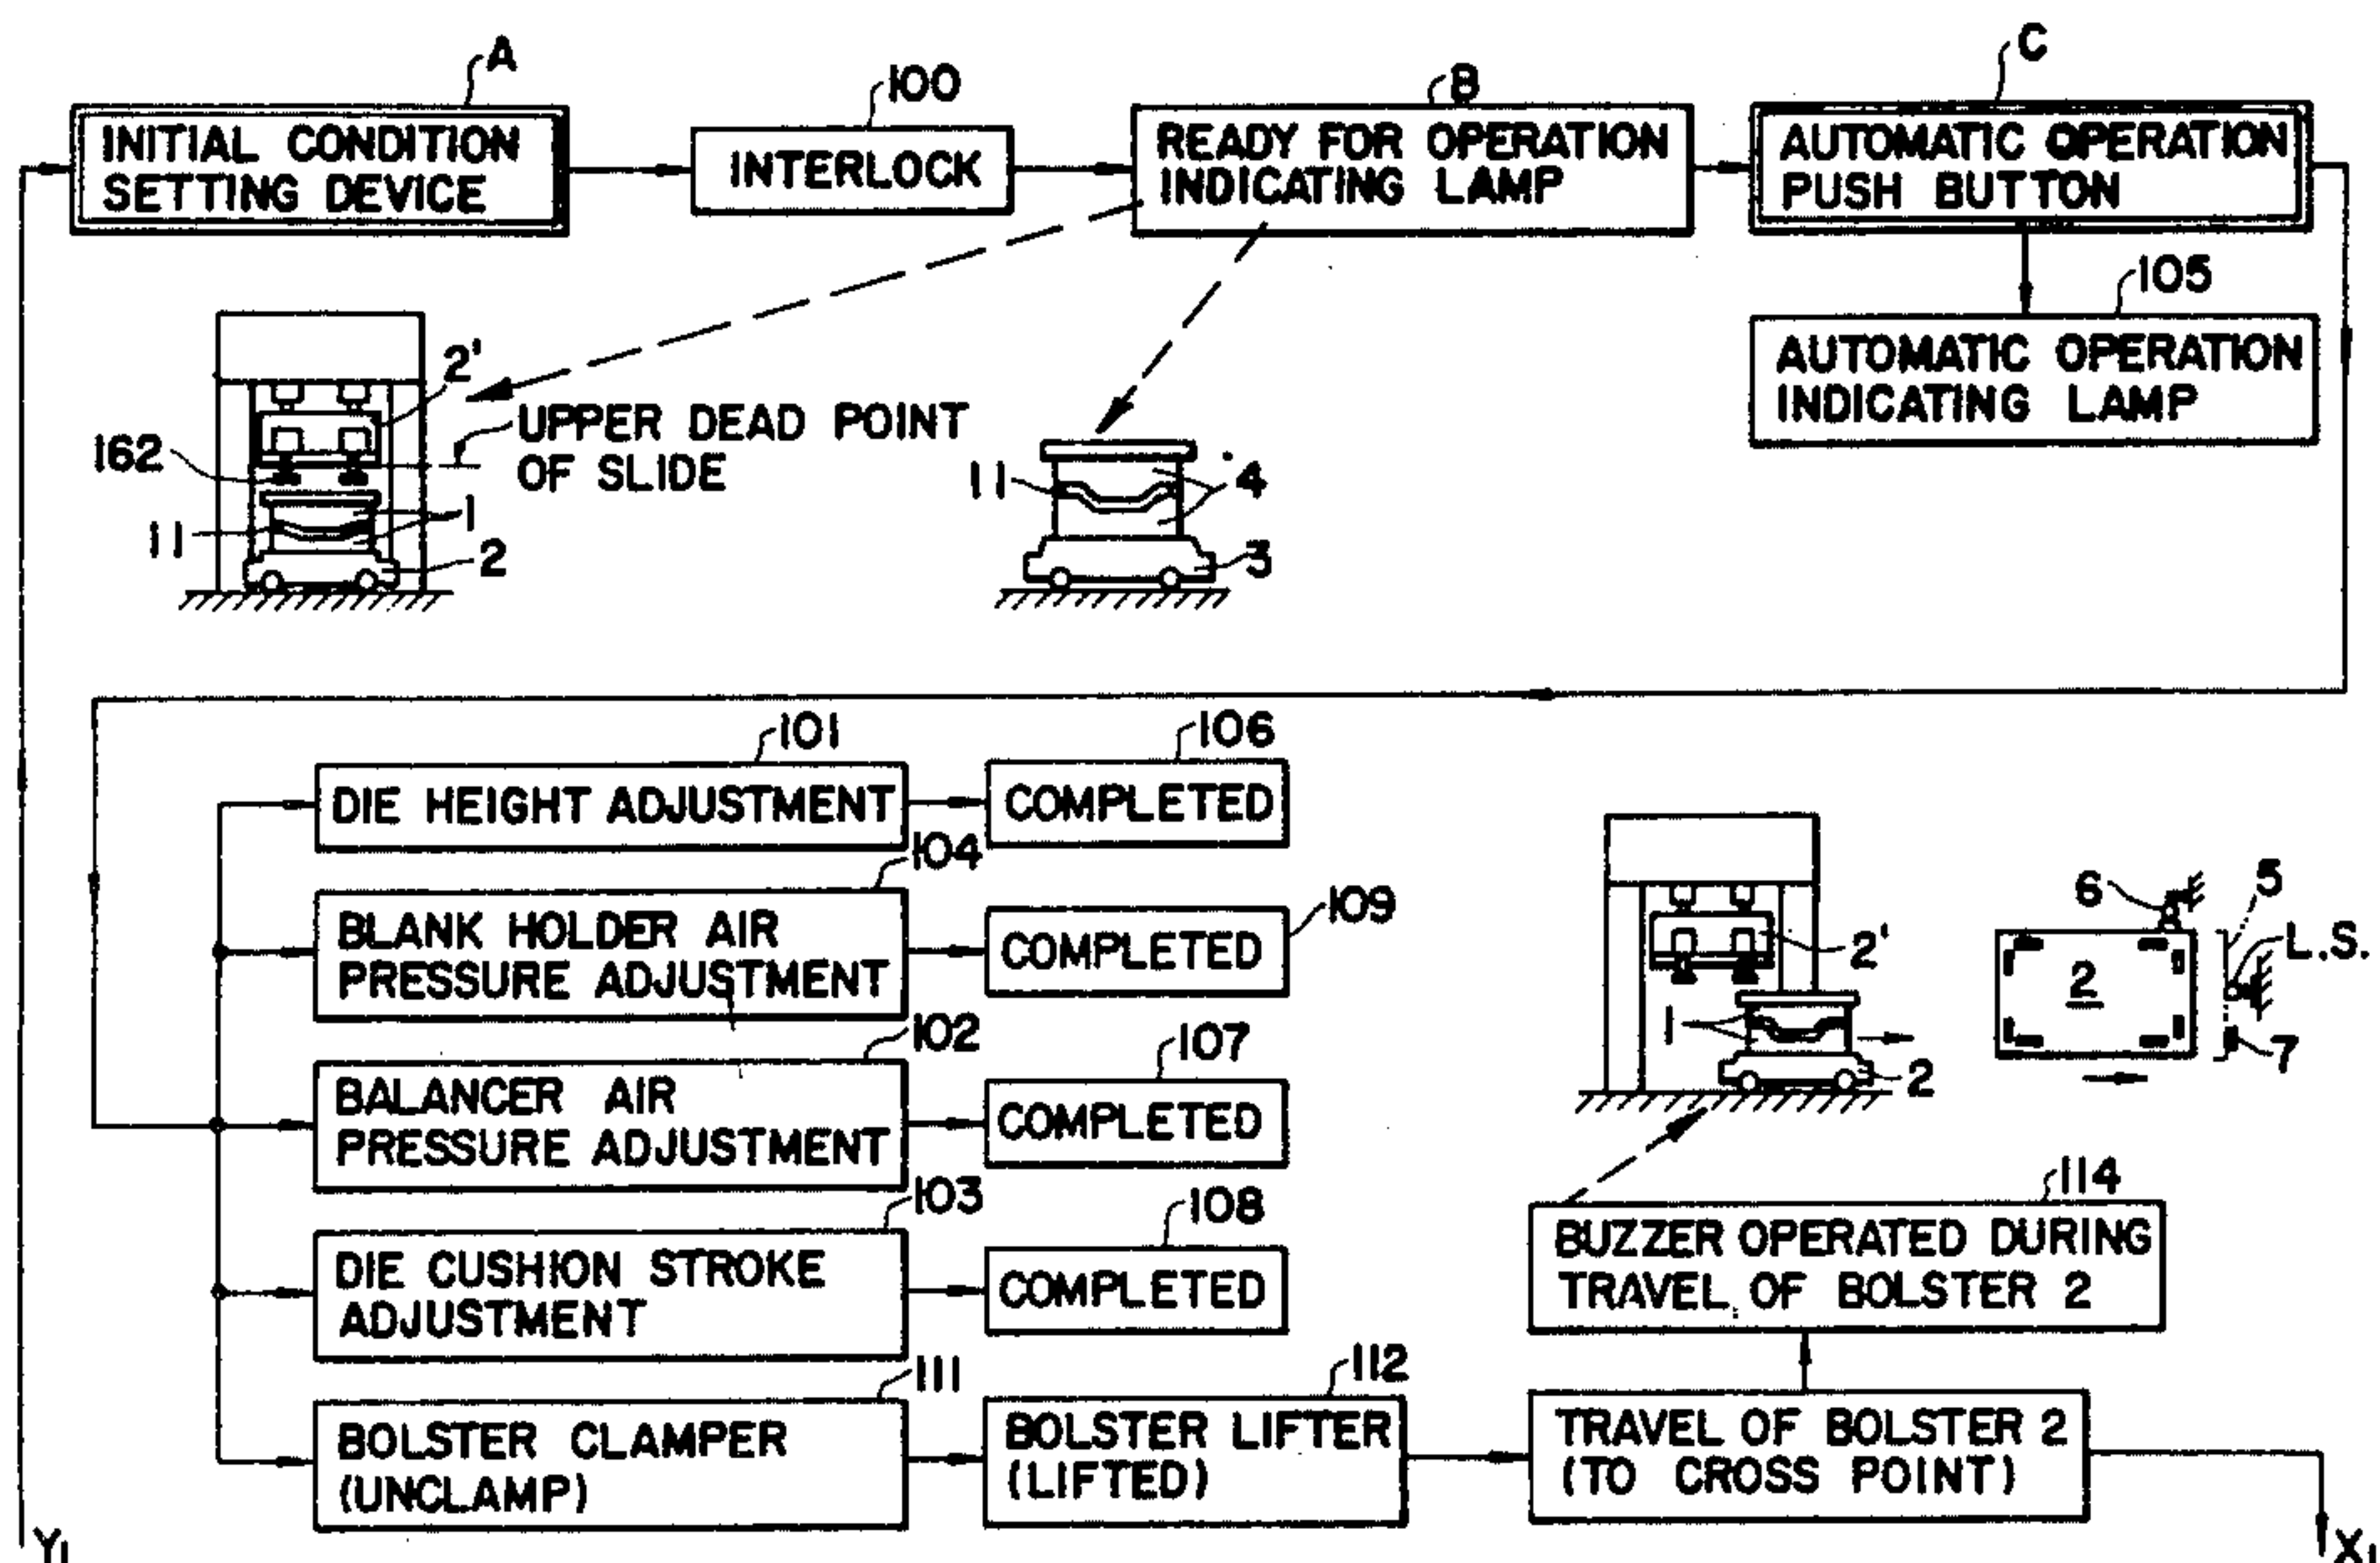 A
100
B
C
INITIAL CONDITION
SETTING DEVICE
INTERLOCK
READY FOR OPERATION
INDICATING LAMP
AUTOMATIC OPERATION
PUSH BUTTON
105
AUTOMATIC OPERATION
INDICATING LAMP
2'
162
UPPER DEAD POINT
OF SLIDE
11
1
2
11
4
3
101
106
DIE HEIGHT ADJUSTMENT
COMPLETED
104
109
BLANK HOLDER AIR
PRESSURE ADJUSTMENT
COMPLETED
102
107
BALANCER AIR
PRESSURE ADJUSTMENT
COMPLETED
103
108
DIE CUSHION STROKE
ADJUSTMENT
COMPLETED
2'
1
2
6
5
L.S.
2
7
114
BUZZER OPERATED DURING
TRAVEL OF BOLSTER 2
111
112
BOLSTER CLAMPER
(UNCLAMP)
BOLSTER LIFTER
(LIFTED)
TRAVEL OF BOLSTER 2
(TO CROSS POINT)
Y1
X1